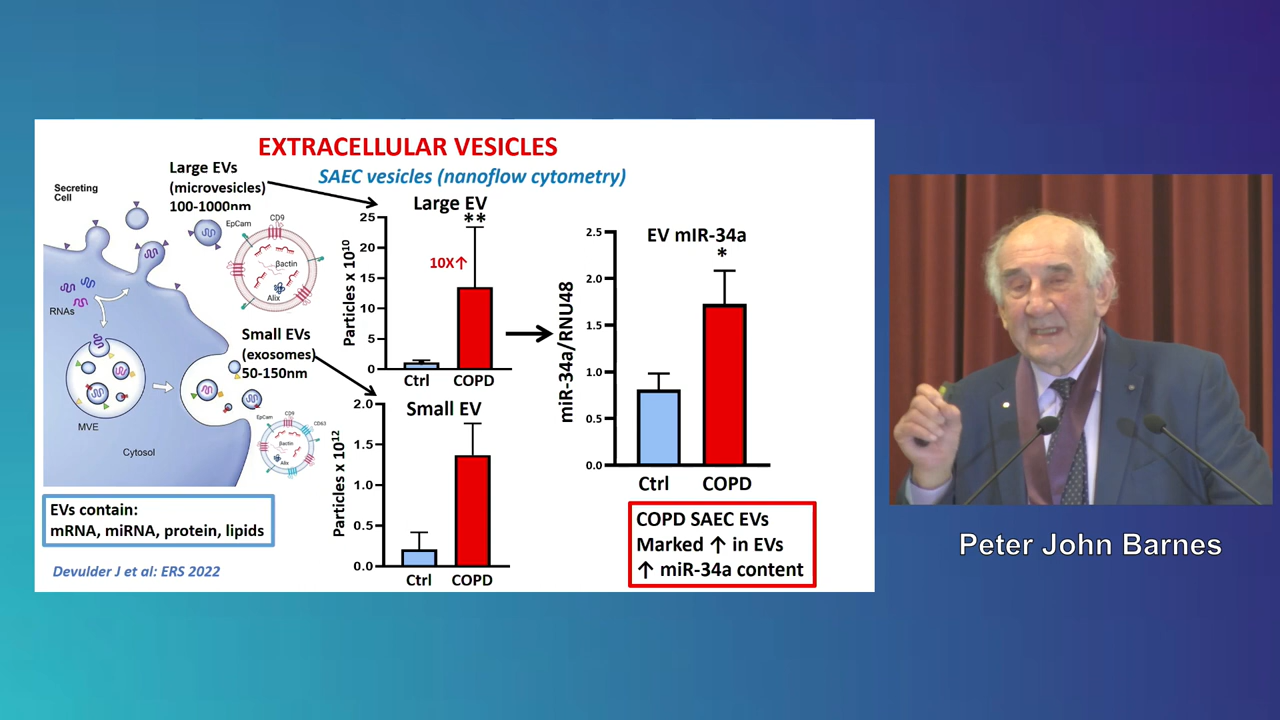 EXTRACELLULAR VESICLES
SAEC vesicles (nanoflow cytometry)
Large EVs
(microvesicles)
100-1000nm
Secreting
Cell
EpCam
CD9
βactin
Alix
RNAs
MVE
Cytosol
Small EVs
(exosomes)
50-150nm
EpCam
CD9
CD63
βactin
Alix
EVs contain:
mRNA, miRNA, protein, lipids
Devulder J et al: ERS 2022
Large EV
**
10X↑
25
20
15
10
5
0
Particles x 10¹⁰
Ctrl
COPD
Small EV
2.0
1.5
1.0
0.5
0.0
Particles x 10¹²
Ctrl
COPD
EV mIR-34a
*
2.5
2.0
1.5
1.0
0.5
0.0
miR-34a/RNU48
Ctrl
COPD
COPD SAEC EVs
Marked ↑ in EVs
↑ miR-34a content
Peter John Barnes